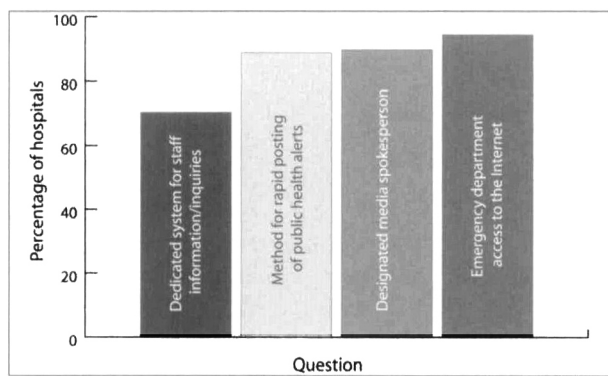 100
80
60
40
20
0
Percentage of hospitals
Dedicated system for staff
information/inquiries
Method for rapid posting
of public health alerts
Designated media spokesperson
Emergency department
access to the Internet
Question